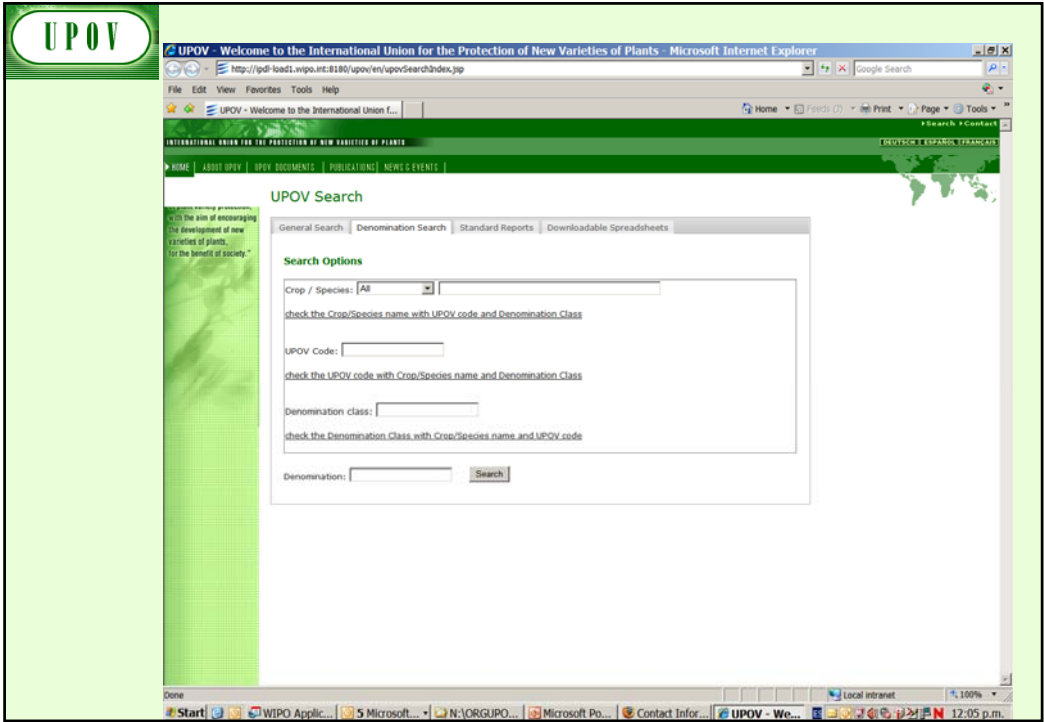 UPOV
UPOV - Welcome to the International Union for the Protection of New Varieties of Plants - Microsoft Internet Explorer
http://ipdl-load1.wipo.int:8180/upov/en/upovSearchIndex.jsp
Google Search
File Edit View Favorites Tools Help
UPOV - Welcome to the International Union f...
Home Feeds (J) Print Page Tools »
Search Contact
INTERNATIONAL UNION FOR THE PROTECTION OF NEW VARIETIES OF PLANTS
DEUTSCH ESPAÑOL FRANÇAIS
HOME | ABOUT UPOV | UPOV DOCUMENTS | PUBLICATIONS | NEWS & EVENTS |
UPOV Search
of plant variety protection,
with the aim of encouraging
the development of new
varieties of plants,
for the benefit of society."
General Search Denomination Search Standard Reports Downloadable Spreadsheets
Search Options
Crop / Species: All
check the Crop/Species name with UPOV code and Denomination Class
UPOV Code:
check the UPOV code with Crop/Species name and Denomination Class
Denomination class:
check the Denomination Class with Crop/Species name and UPOV code
Denomination: Search
Done
Local intranet
100%
Start WIPO Applic... 5 Microsoft... N:\ORGUPO... Microsoft Po... Contact Infor... UPOV - We... 12:05 p.m.